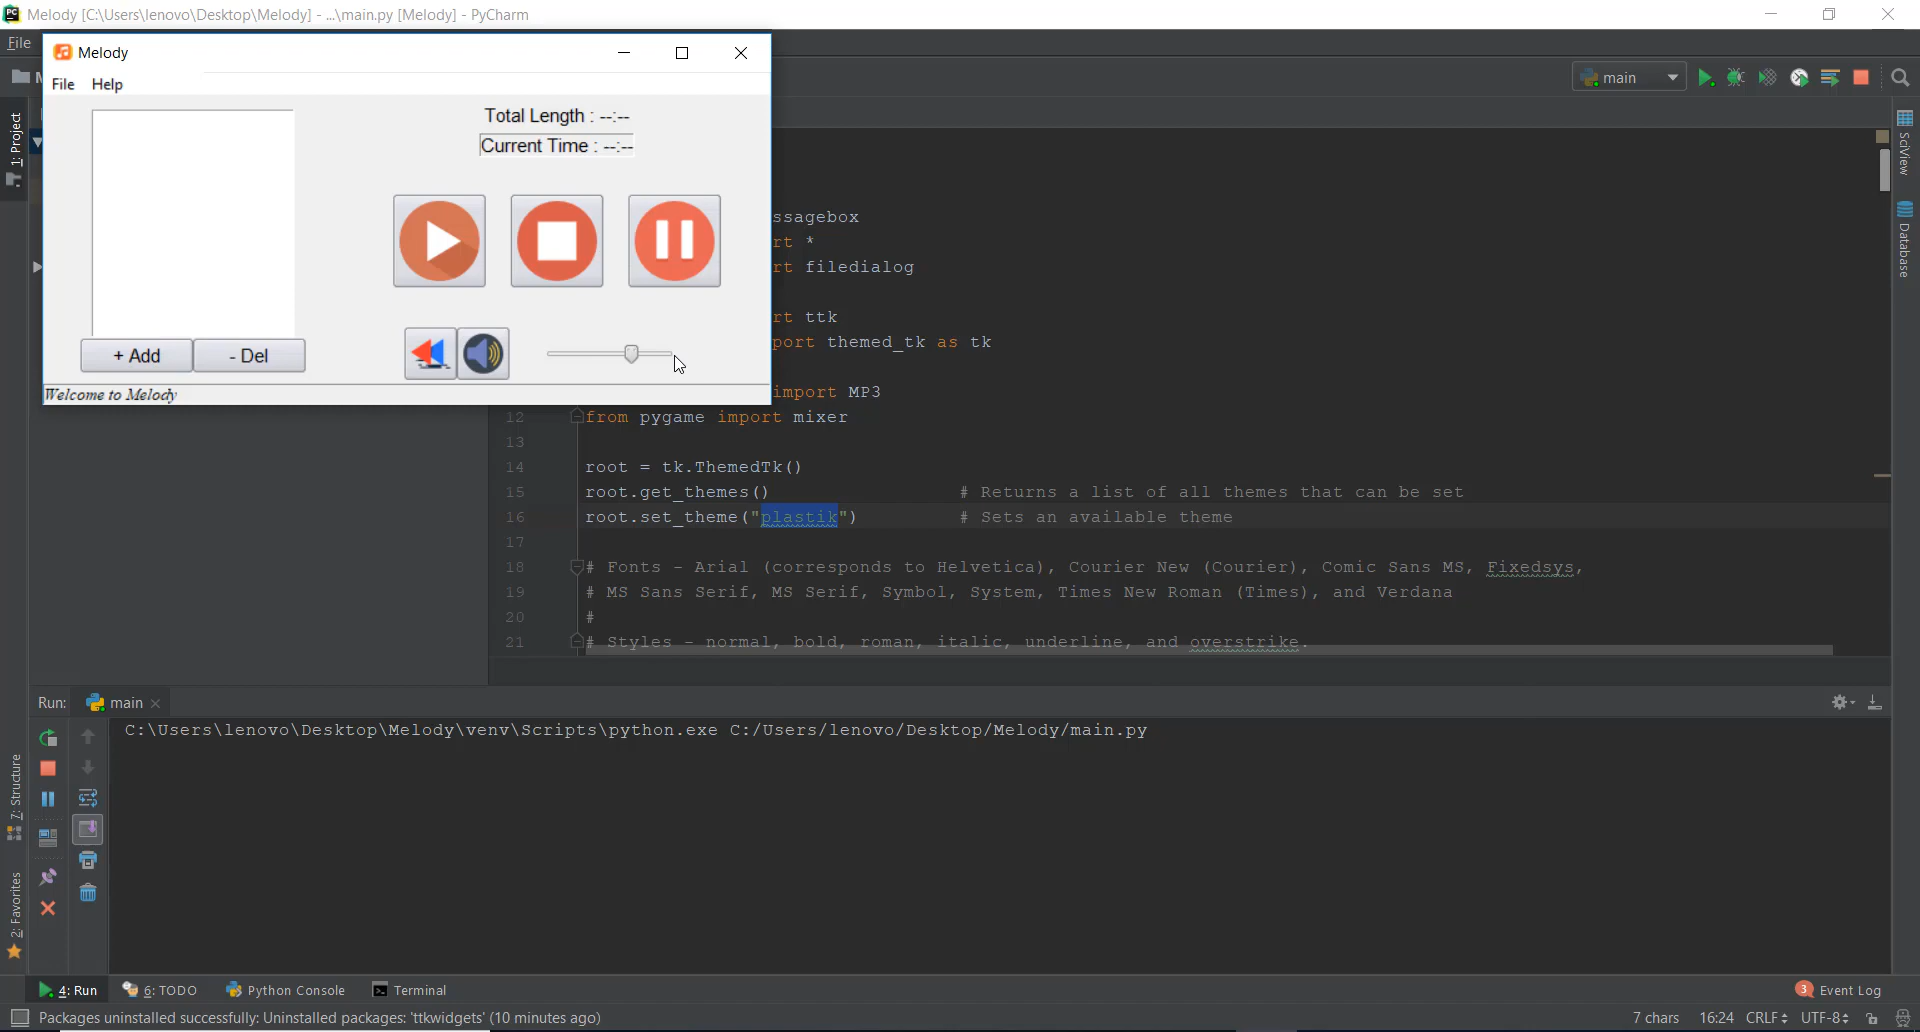 Melody [C:\Users\lenovo\Desktop\Melody] - ...\main.py [Melody] - PyCharm
File
Melody
File Help
main
Total Length : --:--
Current Time : --:--
+ Add
- Del
Welcome to Melody
1: Project
SciView
Database
ssagebox
rt *
rt filedialog
rt ttk
port themed_tk as tk
import MP3
12 from pygame import mixer
13
14 root = tk.ThemedTk()
15 root.get_themes() # Returns a list of all themes that can be set
16 root.set_theme("plastik") # Sets an available theme
17
18 # Fonts - Arial (corresponds to Helvetica), Courier New (Courier), Comic Sans MS, Fixedsys,
19 # MS Sans Serif, MS Serif, Symbol, System, Times New Roman (Times), and Verdana
20 #
21 # Styles - normal, bold, roman, italic, underline, and overstrike.
Run: main
C:\Users\lenovo\Desktop\Melody\venv\Scripts\python.exe C:/Users/lenovo/Desktop/Melody/main.py
7: Structure
2: Favorites
4: Run 6: TODO Python Console Terminal 3 Event Log
Packages uninstalled successfully: Uninstalled packages: 'ttkwidgets' (10 minutes ago) 7 chars 16:24 CRLF UTF-8